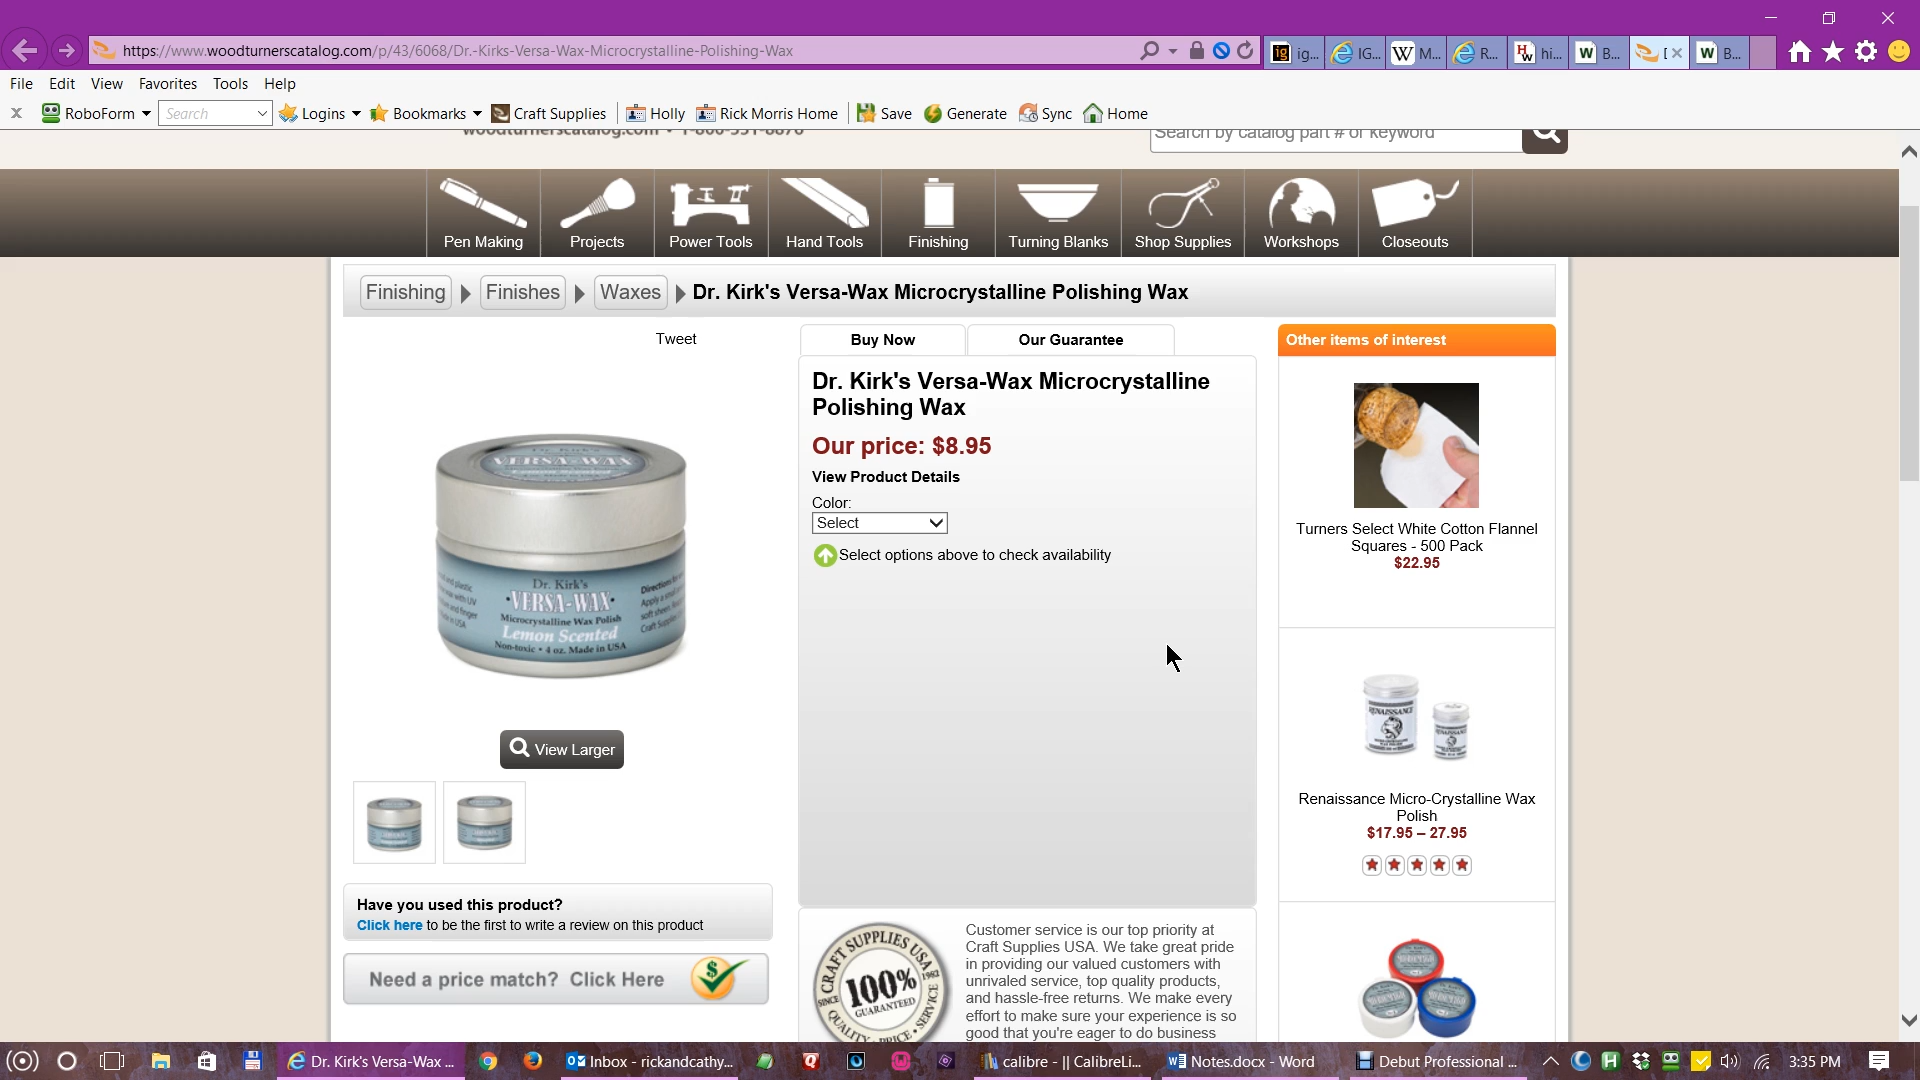 https://www.woodturnerscatalog.com/p/43/6068/Dr.-Kirks-Versa-Wax-Microcrystalline-Polishing-Wax
ig...
IG...
M...
R...
hi...
B...
B...
File Edit View Favorites Tools Help
RoboForm Search Logins Bookmarks Craft Supplies Holly Rick Morris Home Save Generate Sync Home
Search by catalog part # or keyword
Pen Making Projects Power Tools Hand Tools Finishing Turning Blanks Shop Supplies Workshops Closeouts
Finishing Finishes Waxes Dr. Kirk's Versa-Wax Microcrystalline Polishing Wax
Tweet
Dr. Kirk's
VERSA-WAX
Microcrystalline Wax Polish
Lemon Scented
Non-toxic • 4 oz. Made in USA
View Larger
Have you used this product?
Click here to be the first to write a review on this product
Need a price match? Click Here
Buy Now Our Guarantee
Dr. Kirk's Versa-Wax Microcrystalline
Polishing Wax
Our price: $8.95
View Product Details
Color:
Select
Select options above to check availability
CRAFT SUPPLIES USA
SINCE 1982
100%
GUARANTEED
QUALITY • PRICE • SERVICE
Customer service is our top priority at
Craft Supplies USA. We take great pride
in providing our valued customers with
unrivaled service, top quality products,
and hassle-free returns. We make every
effort to make sure your experience is so
good that you're eager to do business
Other items of interest
Turners Select White Cotton Flannel
Squares - 500 Pack
$22.95
RENAISSANCE
Renaissance Micro-Crystalline Wax
Polish
$17.95 – 27.95
Dr. Kirk's Versa-Wax ... Inbox - rickandcathy... calibre - || CalibreLi... Notes.docx - Word Debut Professional ... 3:35 PM